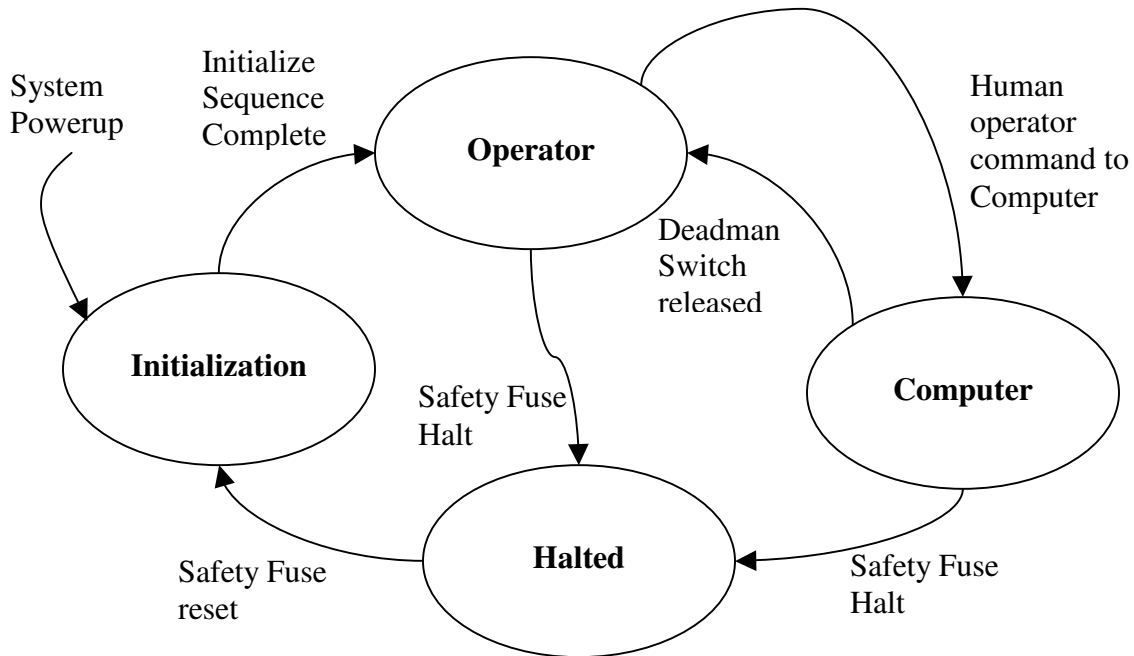 System
Powerup
Initialize
Sequence
Complete
Operator
Human
operator
command to
Computer
Deadman
Switch
released
Initialization
Computer
Safety Fuse
Halt
Halted
Safety Fuse
reset
Safety Fuse
Halt